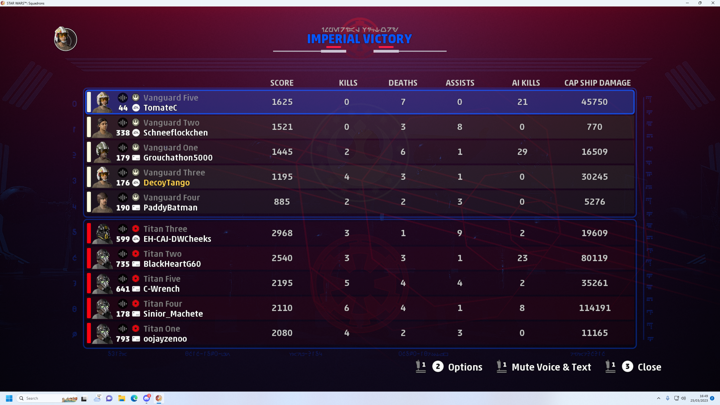 STAR WARS™: Squadrons
IMPERIAL VICTORY
SCORE KILLS DEATHS ASSISTS AI KILLS CAP SHIP DAMAGE
Vanguard Five
44 TomateC 1625 0 7 0 21 45750
Vanguard Two
338 Schneeflockchen 1521 0 3 8 0 770
Vanguard One
179 Grouchathon5000 1445 2 6 1 29 16509
Vanguard Three
176 DecoyTango 1195 4 3 1 0 30245
Vanguard Four
190 PaddyBatman 885 2 2 3 0 5276
Titan Three
599 EH-CAJ-DWCheeks 2968 3 1 9 2 19609
Titan Two
735 BlackHeartG60 2540 3 3 1 23 80119
Titan Five
641 C-Wrench 2195 5 4 4 2 35261
Titan Four
178 Sinior_Machete 2110 6 4 1 8 114191
Titan One
793 oojayzenoo 2080 4 2 3 0 11165
1 2 Options 1 Mute Voice & Text 1 3 Close
Search